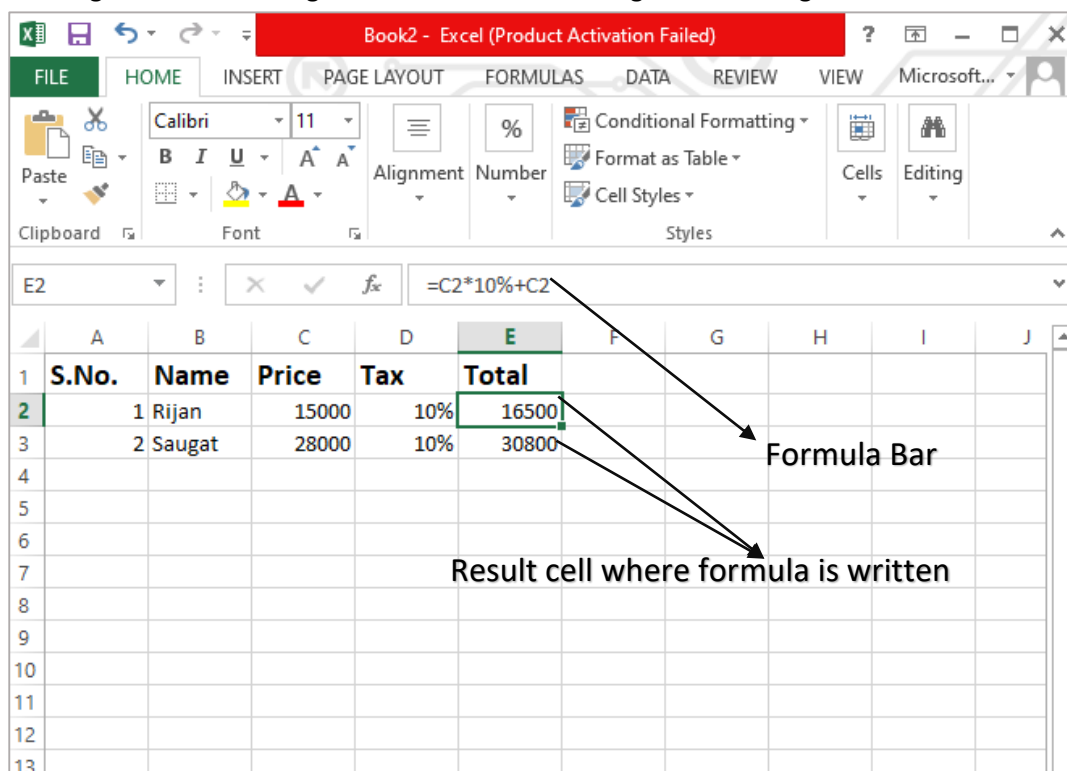 Book2 - Excel (Product Activation Failed) ?
FILE HOME INSERT PAGE LAYOUT FORMULAS DATA REVIEW VIEW Microsoft...
Paste
Calibri 11
B I U A A
A
Alignment
%
Number
Conditional Formatting
Format as Table
Cell Styles
Cells
Editing
Clipboard Font Styles
E2 fx =C2*10%+C2
A B C D E F G H I J
1 S.No. Name Price Tax Total
2 1 Rijan 15000 10% 16500
3 2 Saugat 28000 10% 30800
Formula Bar
4
5
6
7 Result cell where formula is written
8
9
10
11
12
13